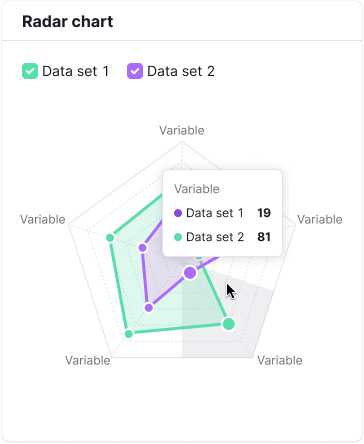 Radar chart
Data set 1 Data set 2
Variable
Variable
Data set 1 19
Data set 2 81
Variable
Variable
Variable
Variable